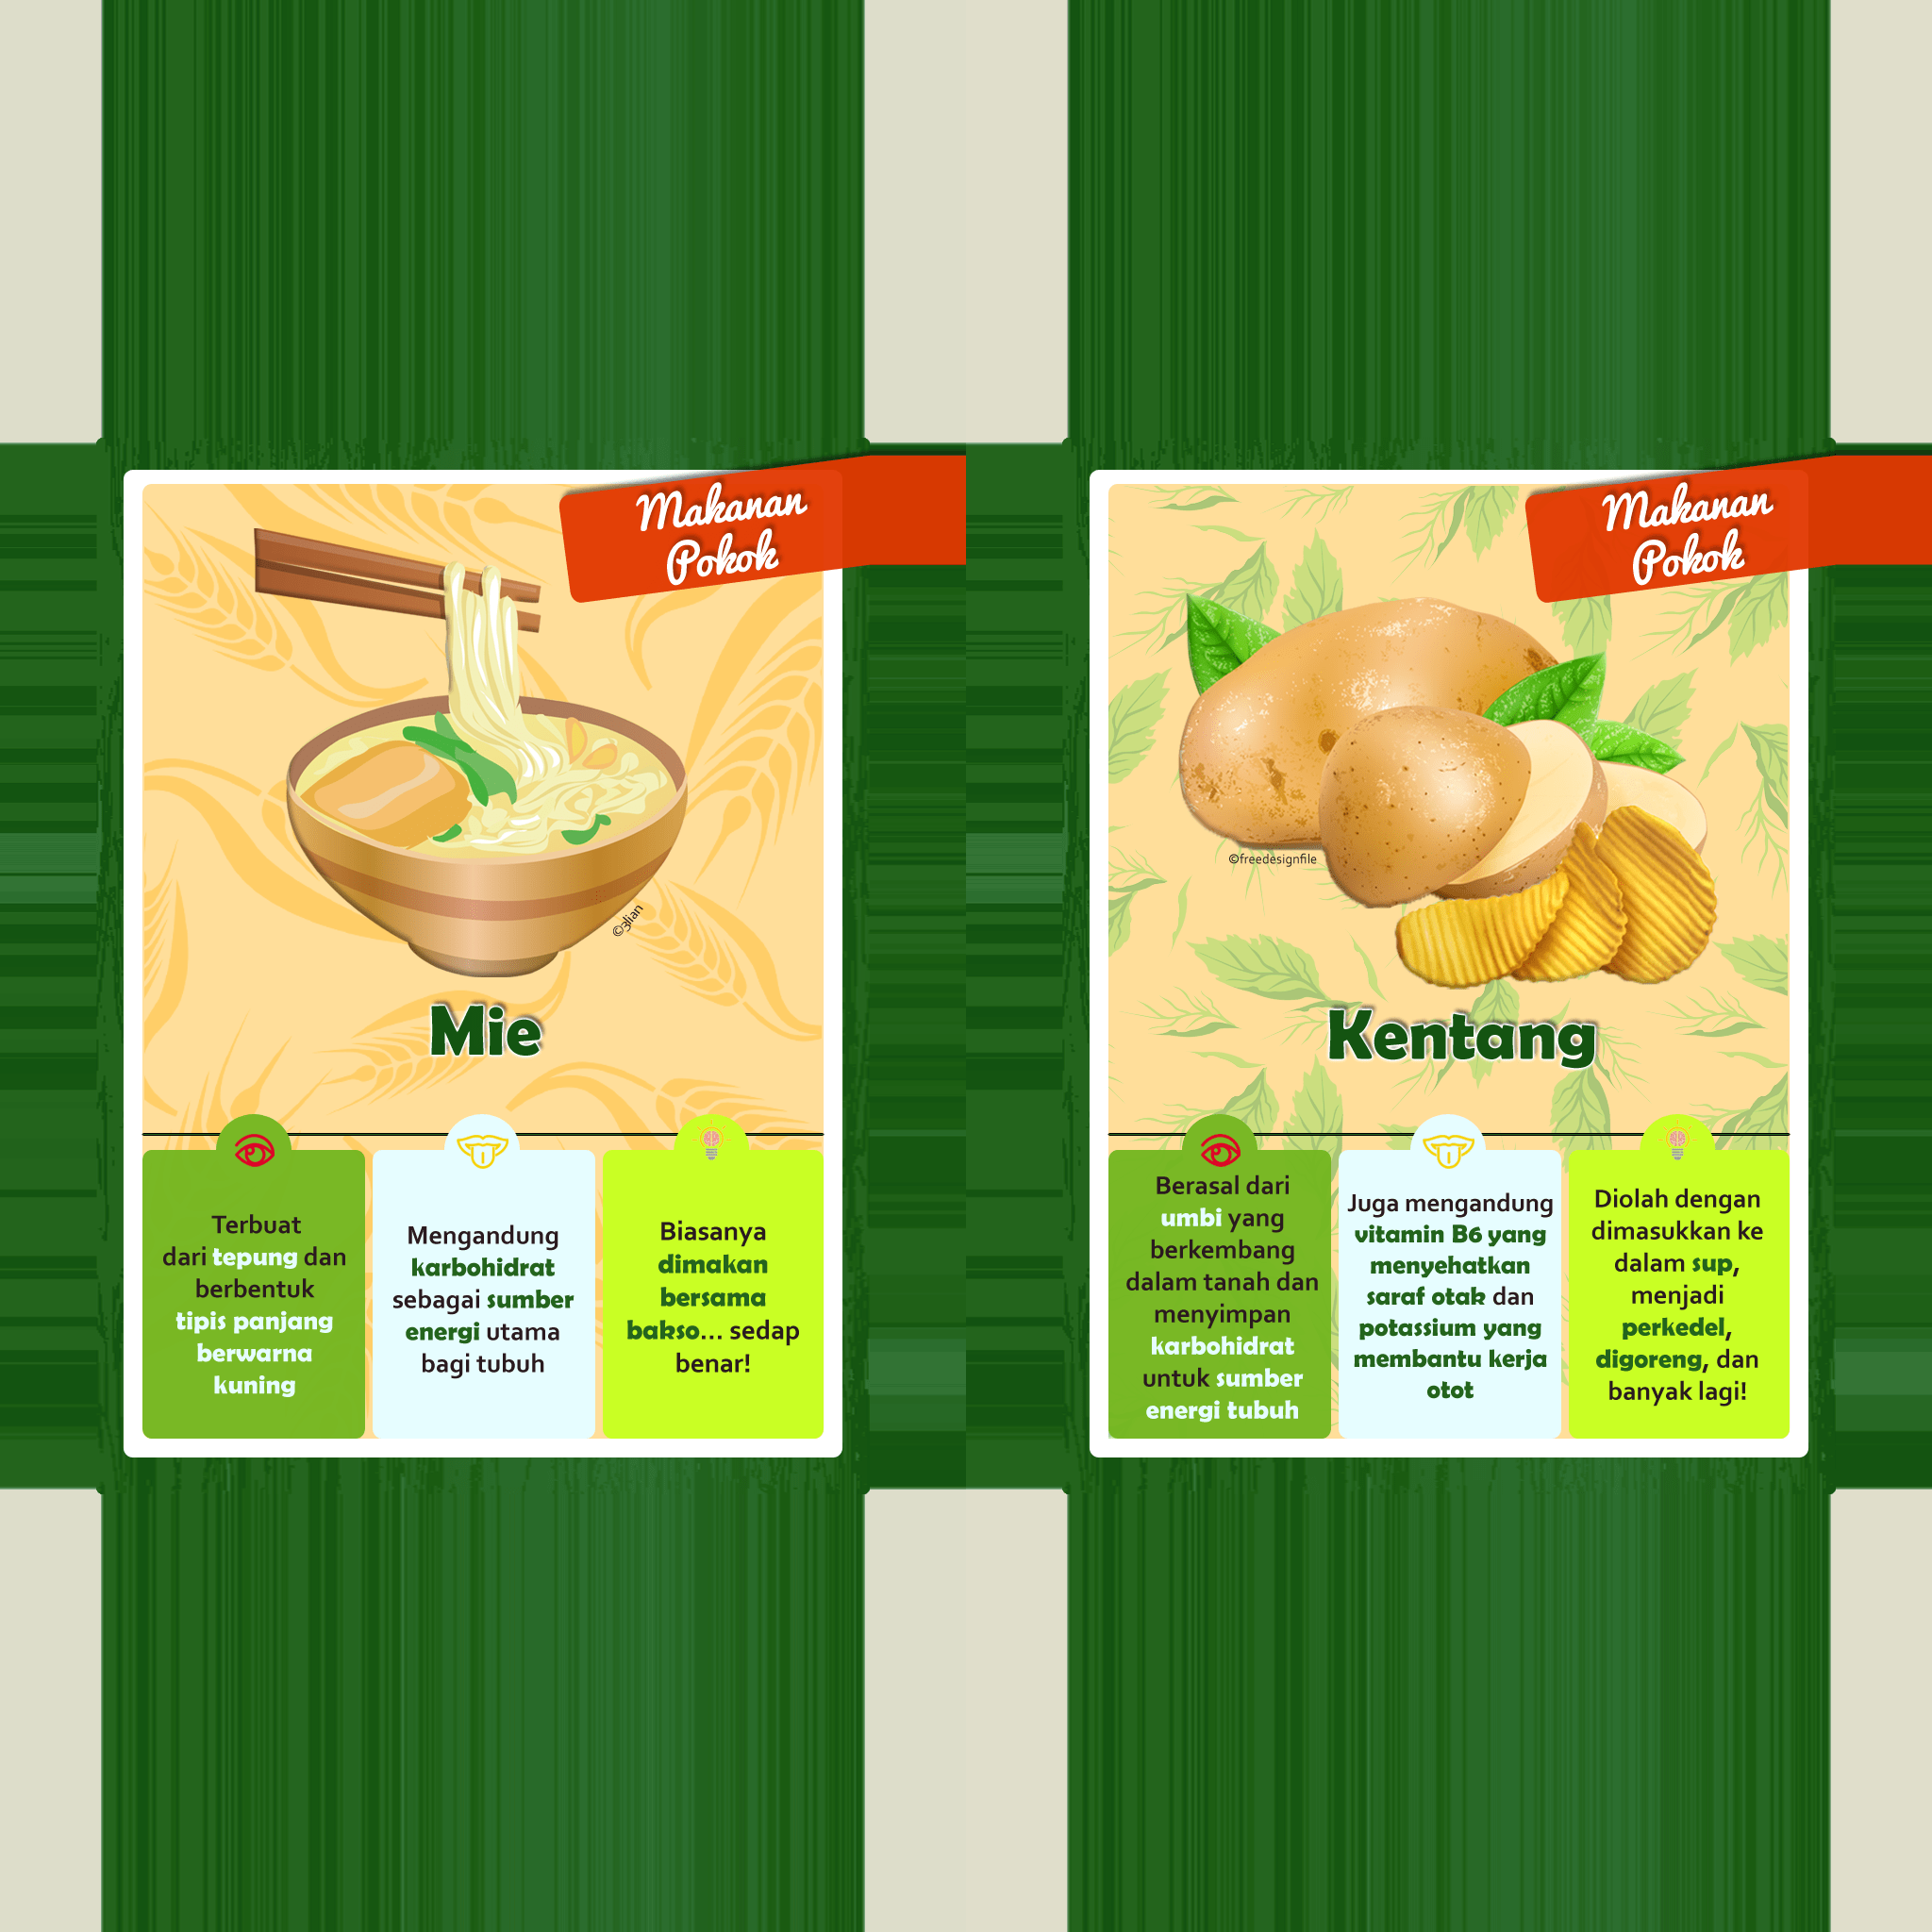 Makanan
Pokok
©3lian
Mie
Terbuat
dari tepung dan
berbentuk
tipis panjang
berwarna
kuning
Mengandung
karbohidrat
sebagai sumber
energi utama
bagi tubuh
Biasanya
dimakan
bersama
bakso... sedap
benar!
Makanan
Pokok
©freedesignfile
Kentang
Berasal dari
umbi yang
berkembang
dalam tanah dan
menyimpan
karbohidrat
untuk sumber
energi tubuh
Juga mengandung
vitamin B6 yang
menyehatkan
saraf otak dan
potassium yang
membantu kerja
otot
Diolah dengan
dimasukkan ke
dalam sup,
menjadi
perkedel,
digoreng, dan
banyak lagi!